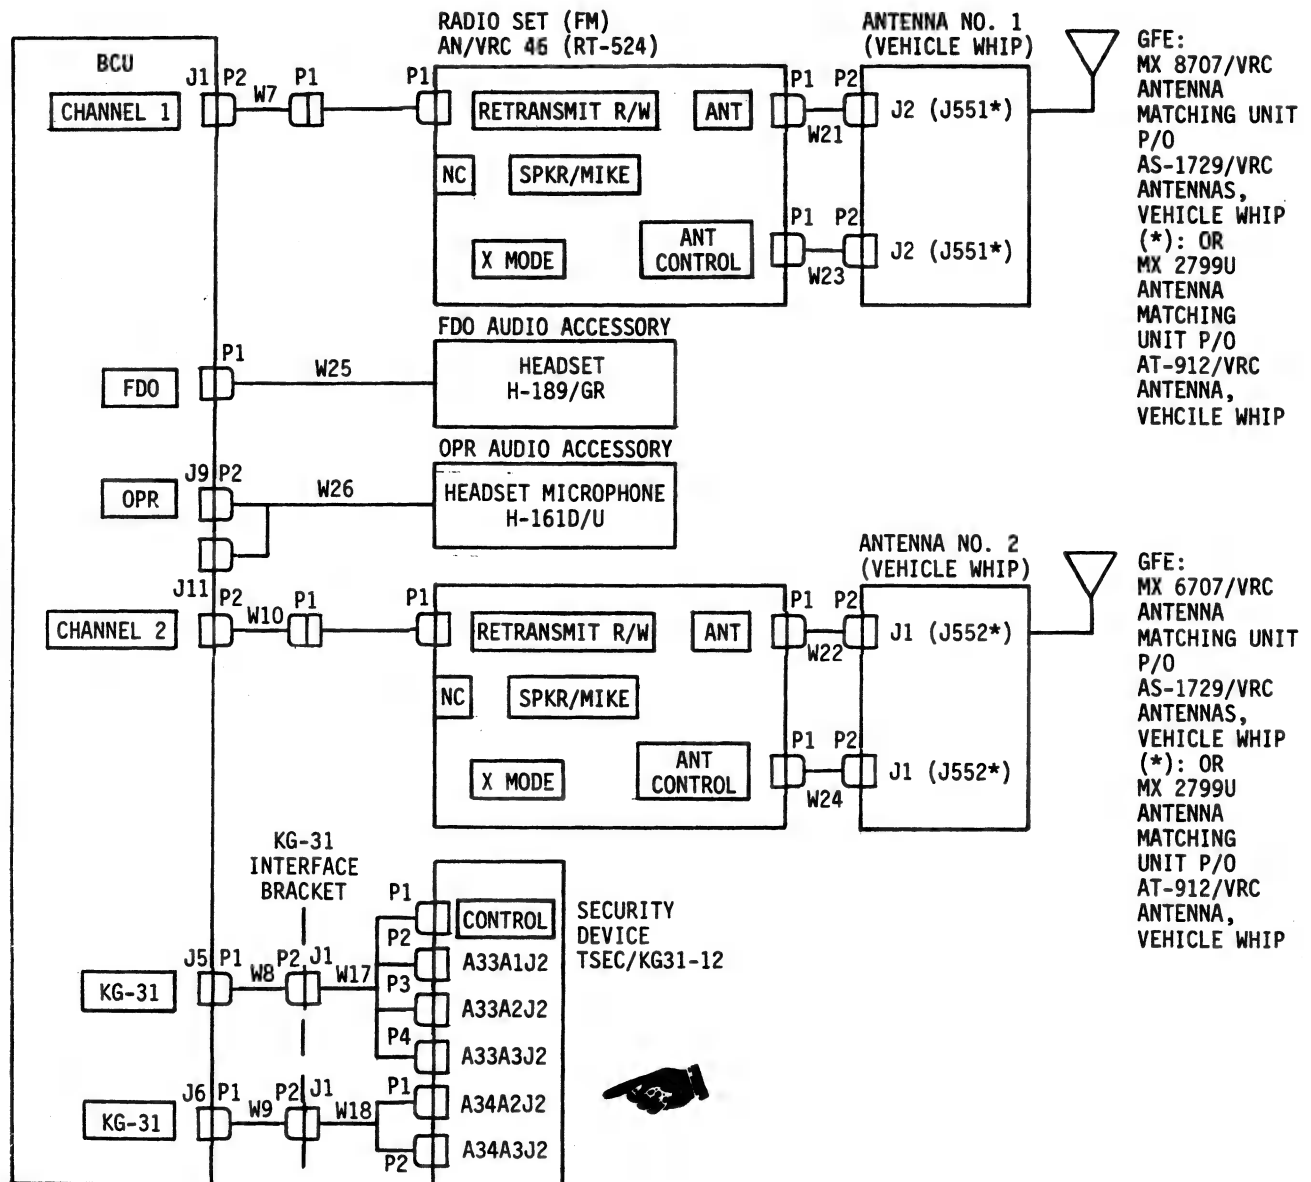 RADIO SET (FM)
AN/VRC 46 (RT-524)
ANTENNA NO. 1
(VEHICLE WHIP)
BCU
CHANNEL 1
J1 P2
W7
P1
P1
RETRANSMIT R/W
ANT
NC
SPKR/MIKE
X MODE
ANT
CONTROL
P1 P2
W21
J2 (J551*)
P1 P2
W23
J2 (J551*)
GFE:
MX 8707/VRC
ANTENNA
MATCHING UNIT
P/O
AS-1729/VRC
ANTENNAS,
VEHICLE WHIP
(*): OR
MX 2799U
ANTENNA
MATCHING
UNIT P/O
AT-912/VRC
ANTENNA,
VEHCILE WHIP
FDO AUDIO ACCESSORY
FDO
P1
W25
HEADSET
H-189/GR
OPR AUDIO ACCESSORY
OPR
J9 P2
W26
HEADSET MICROPHONE
H-161D/U
J11
ANTENNA NO. 2
(VEHICLE WHIP)
CHANNEL 2
P2
W10
P1
P1
RETRANSMIT R/W
ANT
NC
SPKR/MIKE
X MODE
ANT
CONTROL
P1 P2
W22
J1 (J552*)
P1 P2
W24
J1 (J552*)
GFE:
MX 6707/VRC
ANTENNA
MATCHING UNIT
P/O
AS-1729/VRC
ANTENNAS,
VEHICLE WHIP
(*): OR
MX 2799U
ANTENNA
MATCHING
UNIT P/O
AT-912/VRC
ANTENNA,
VEHICLE WHIP
KG-31
INTERFACE
BRACKET
KG-31
J5 P1
W8
P2 J1
W17
P1
CONTROL
P2
A33A1J2
P3
A33A2J2
P4
A33A3J2
SECURITY
DEVICE
TSEC/KG31-12
KG-31
J6 P1
W9
P2 J1
W18
P1
A34A2J2
P2
A34A3J2